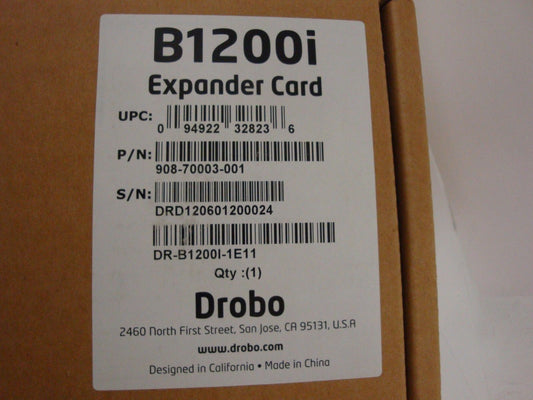 B1200i
Expander Card
UPC:
0 94922 32823 6
P/N:
908-70003-001
S/N:
DRD120601200024
DR-B1200I-1E11
Qty :(1)
Drobo
2460 North First Street, San Jose, CA 95131, U.S.A
www.drobo.com
Designed in California • Made in China